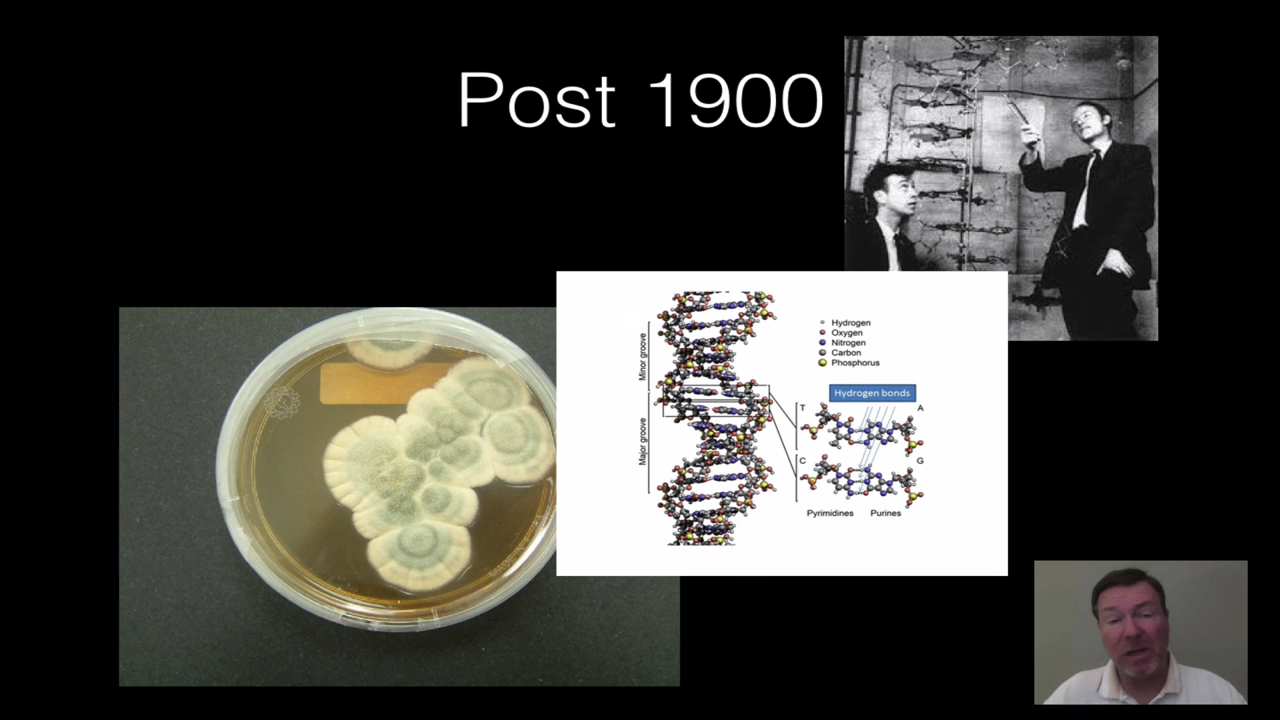 Post 1900
Minor groove
Major groove
Hydrogen
Oxygen
Nitrogen
Carbon
Phosphorus
Hydrogen bonds
T
A
C
G
Pyrimidines
Purines